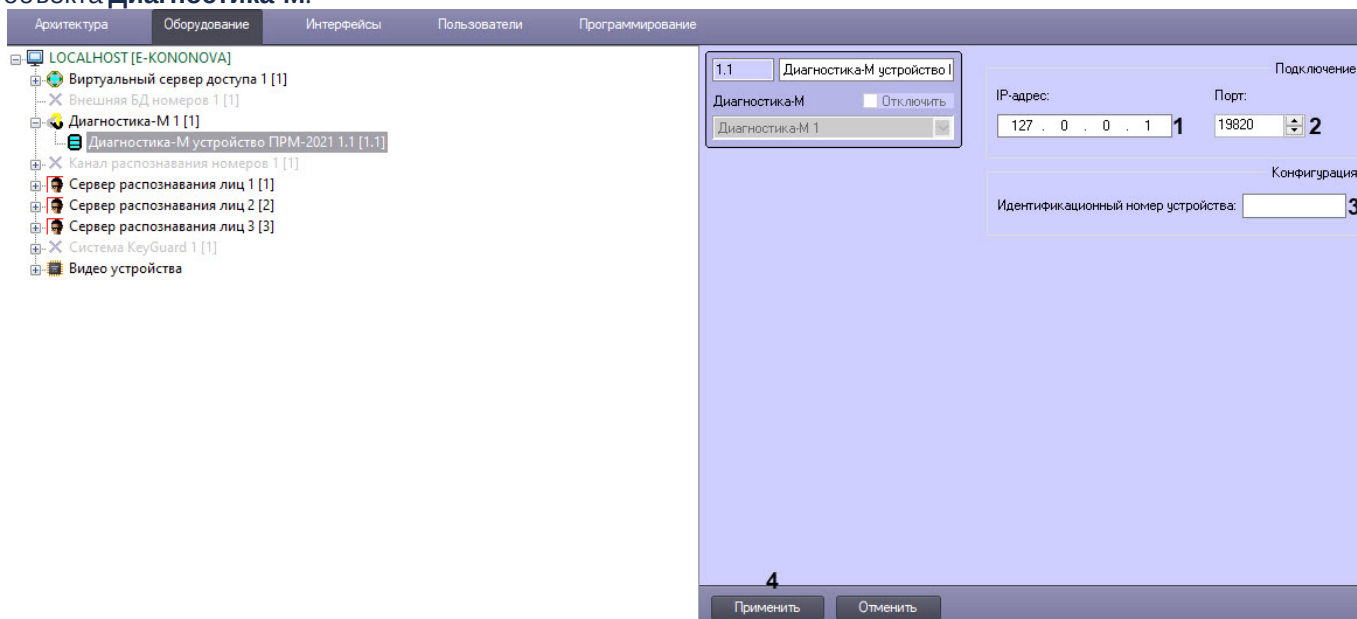 объекта Диагностика-М.
Архитектура Оборудование Интерфейсы Пользователи Программирование
LOCALHOST [E-KONONOVA]
Виртуальный сервер доступа 1 [1]
Внешняя БД номеров 1 [1]
Диагностика-М 1 [1]
Диагностика-М устройство ПРМ-2021 1.1 [1.1]
Канал распознавания номеров 1 [1]
Сервер распознавания лиц 1 [1]
Сервер распознавания лиц 2 [2]
Сервер распознавания лиц 3 [3]
Система KeyGuard 1 [1]
Видео устройства
1.1 Диагностика-М устройство I
Диагностика-М Отключить
Диагностика-М 1
Подключение
IP-адрес: Порт:
127 . 0 . 0 . 1 1 19820 2
Конфигурация
Идентификационный номер устройства: 3
4
Применить Отменить